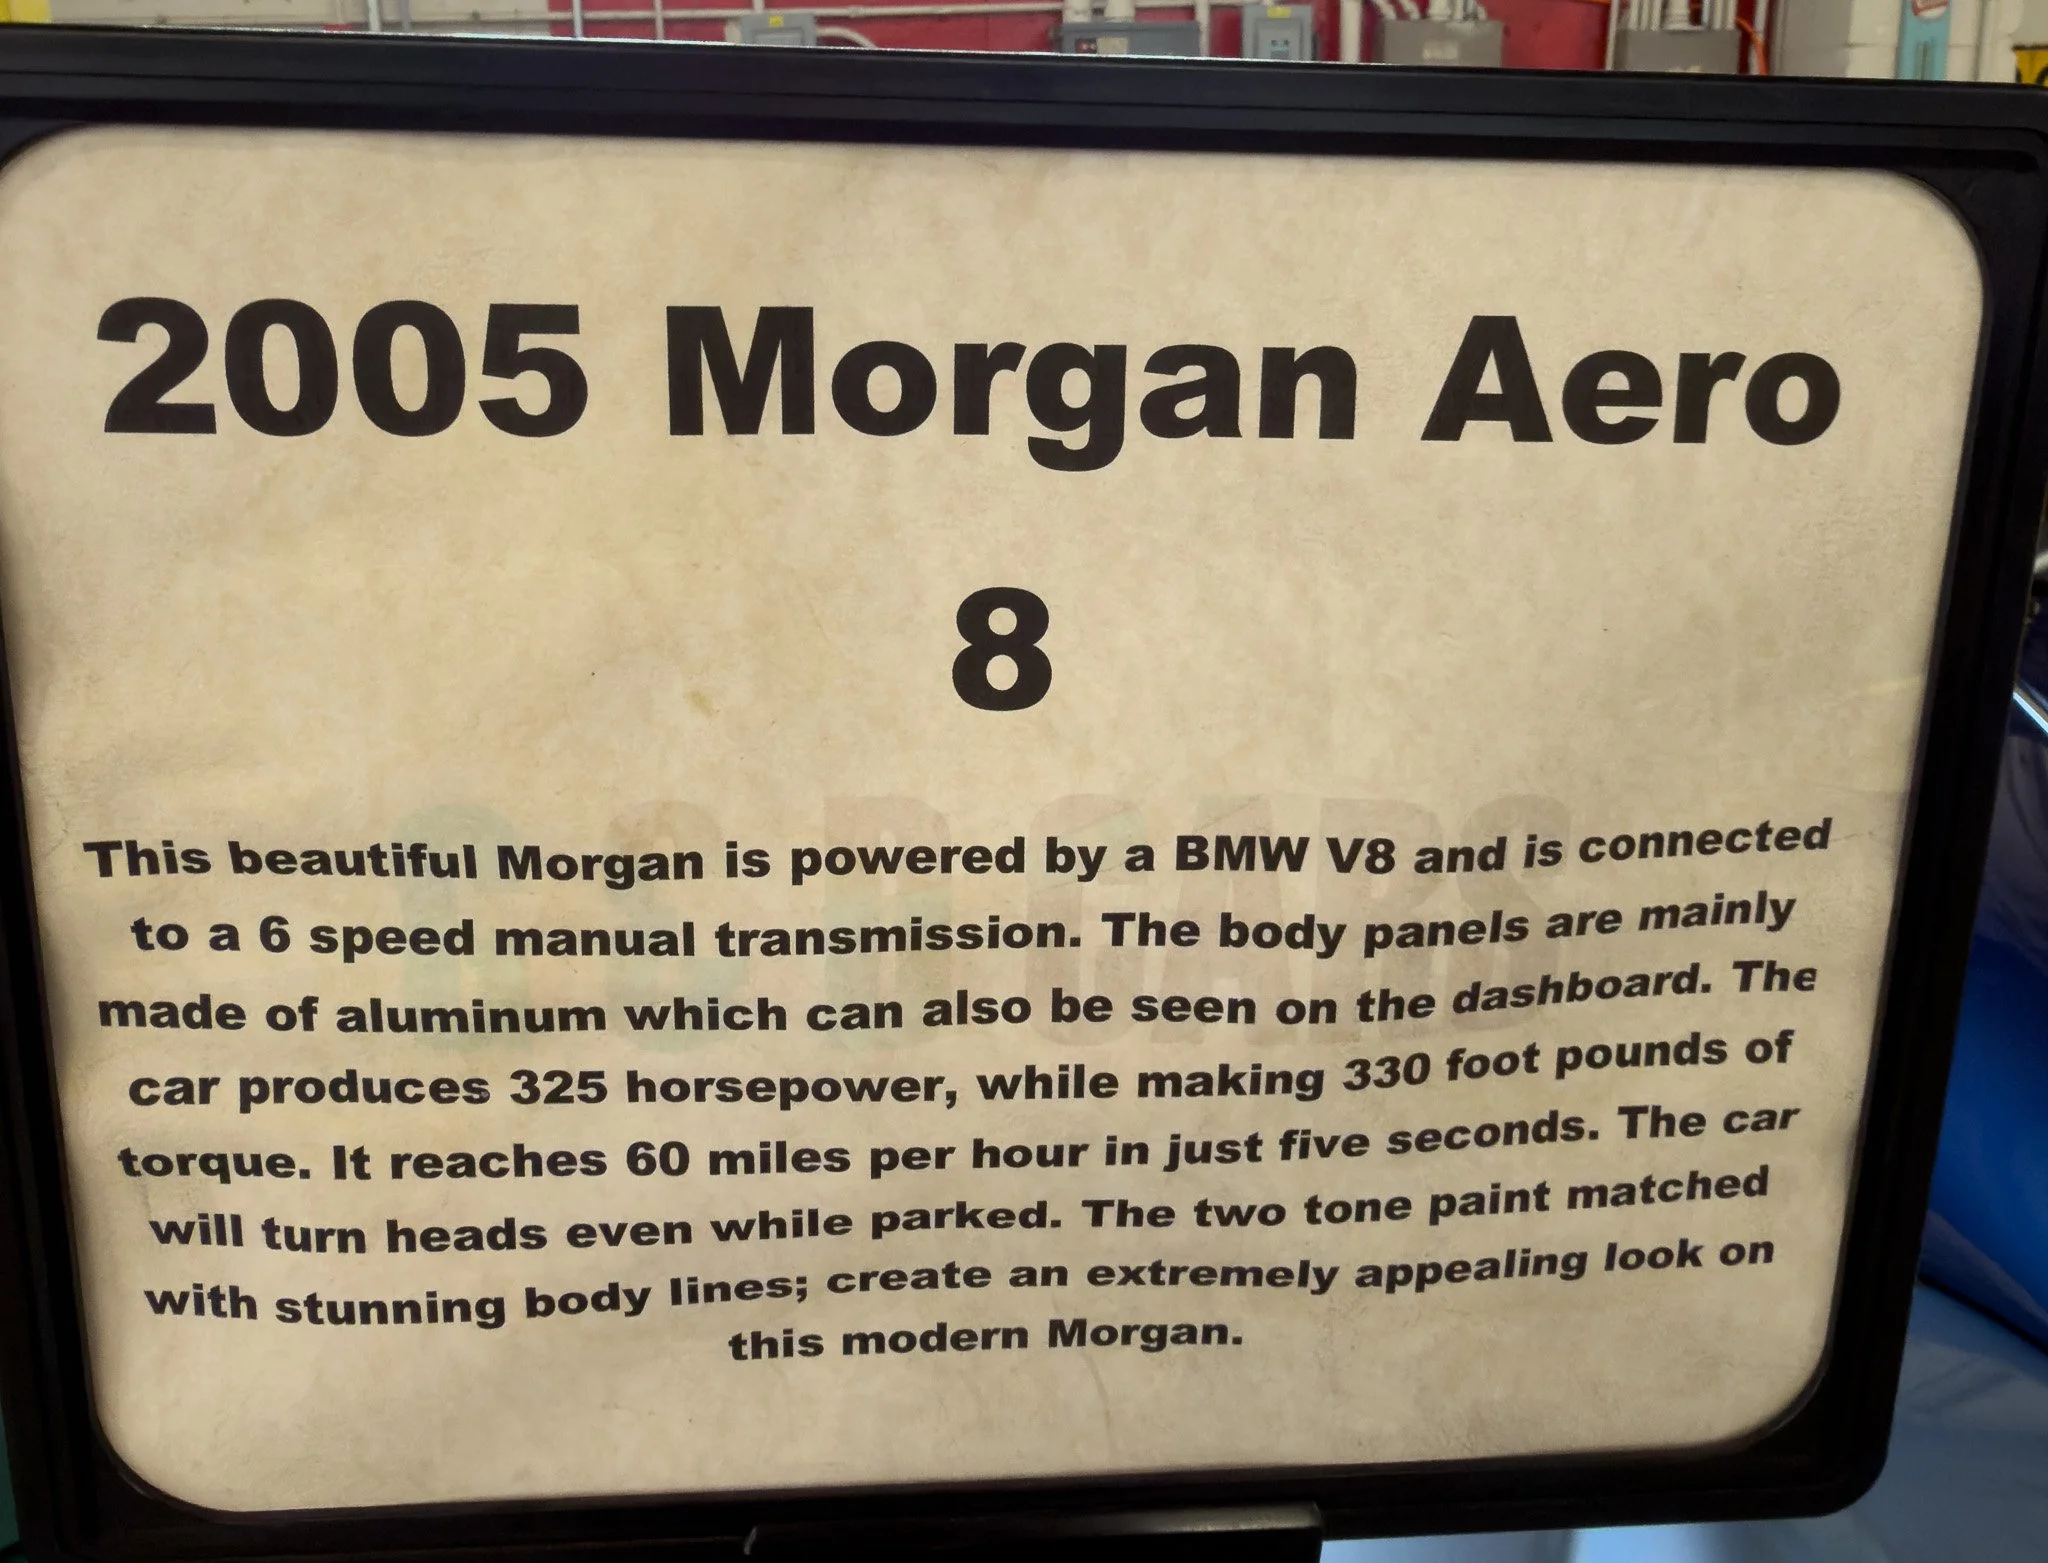 2005 Morgan Aero
8
This beautiful Morgan is powered by a BMW V8 and is connected
to a 6 speed manual transmission. The body panels are mainly
made of aluminum which can also be seen on the dashboard. The
car produces 325 horsepower, while making 330 foot pounds of
torque. It reaches 60 miles per hour in just five seconds. The car
will turn heads even while parked. The two tone paint matched
with stunning body lines; create an extremely appealing look on
this modern Morgan.